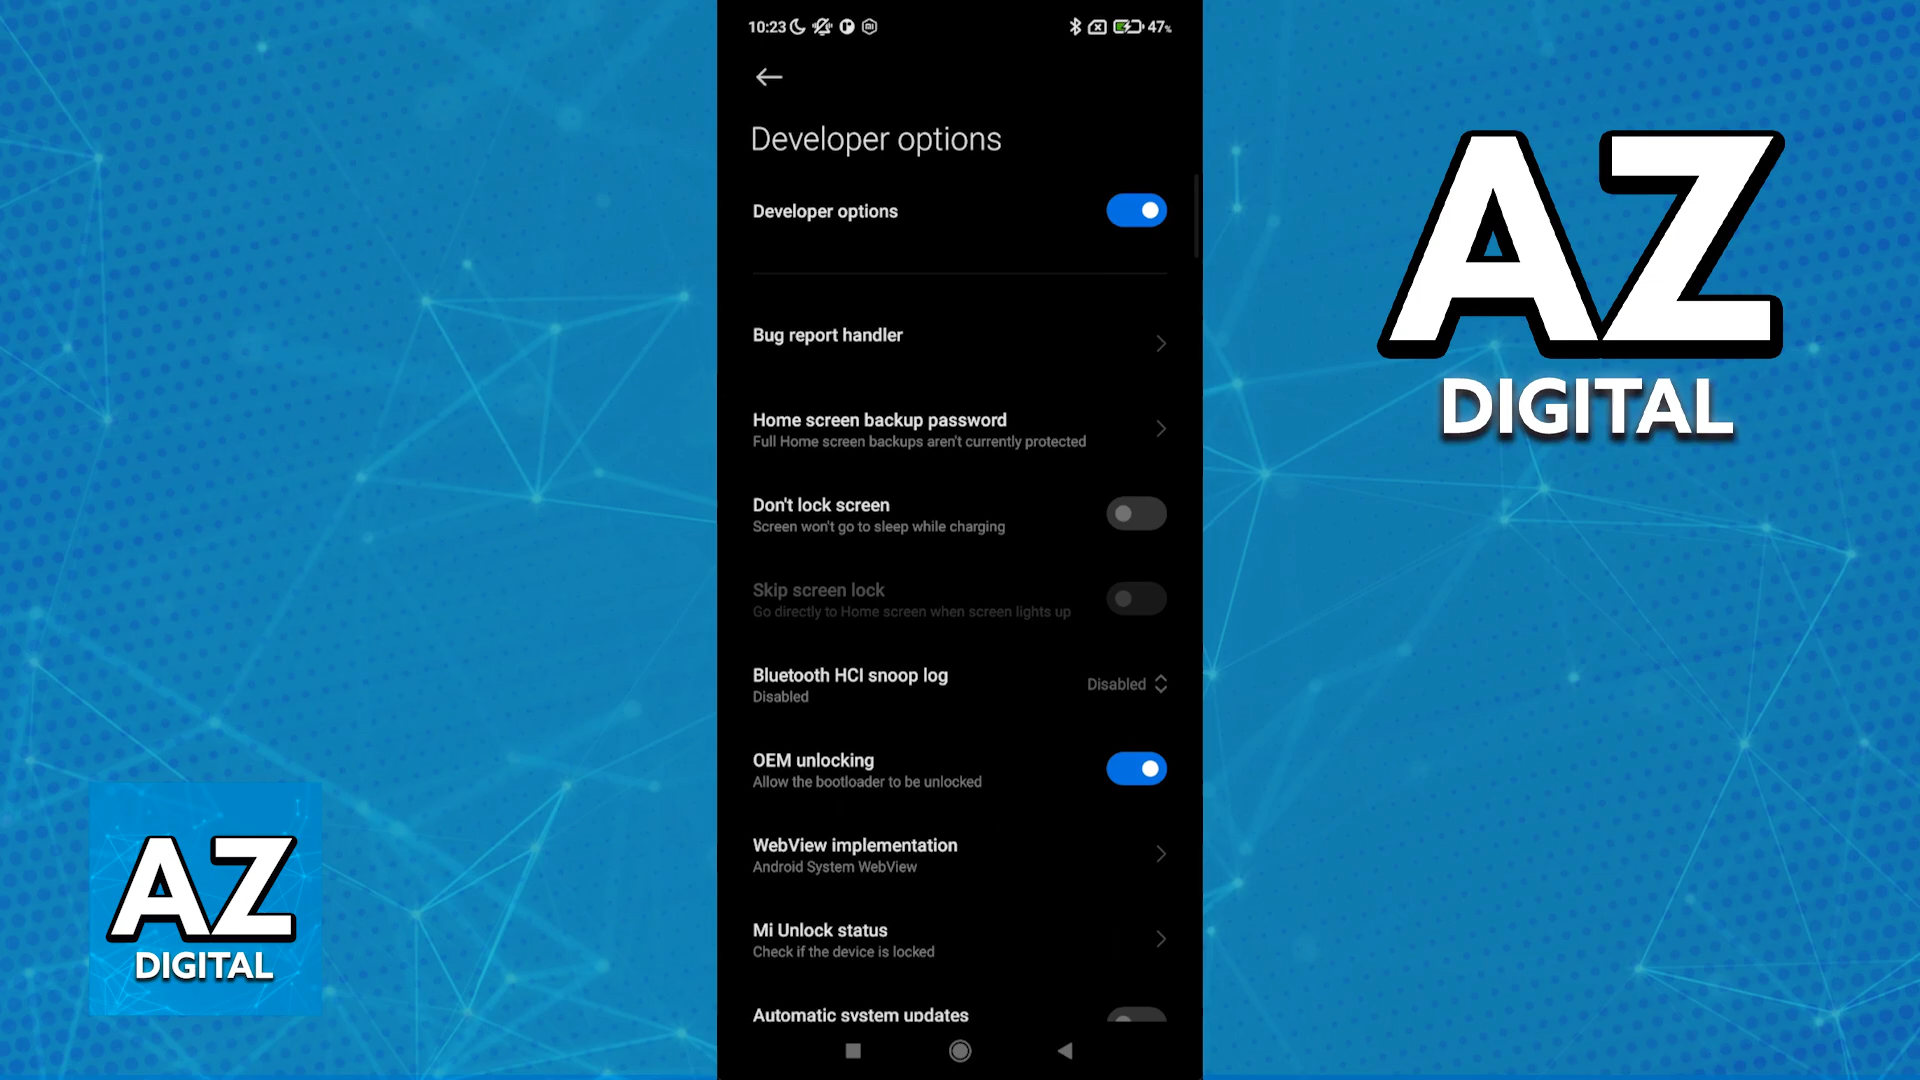 10:23
47%
Developer options
Developer options
Bug report handler
Home screen backup password
Full Home screen backups aren't currently protected
Don't lock screen
Screen won't go to sleep while charging
Skip screen lock
Go directly to Home screen when screen lights up
Bluetooth HCI snoop log
Disabled
Disabled
OEM unlocking
Allow the bootloader to be unlocked
WebView implementation
Android System WebView
Mi Unlock status
Check if the device is locked
Automatic system updates
AZ
DIGITAL
AZ
DIGITAL